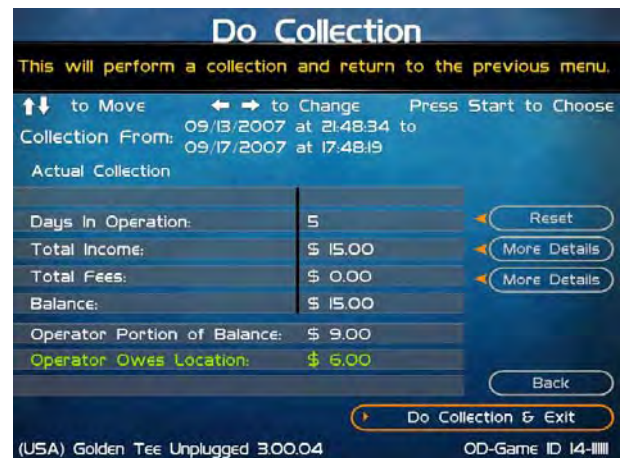 Do Collection
This will perform a collection and return to the previous menu.
to Move to Change Press Start to Choose
Collection From: 09/13/2007 at 21:48:34 to
09/17/2007 at 17:48:19
Actual Collection
Days In Operation: 5 Reset
Total Income: $ 15.00 More Details
Total Fees: $ 0.00 More Details
Balance: $ 15.00
Operator Portion of Balance: $ 9.00
Operator Owes Location: $ 6.00
Back
Do Collection & Exit
(USA) Golden Tee Unplugged 3.00.04 OD-Game ID 14-111111